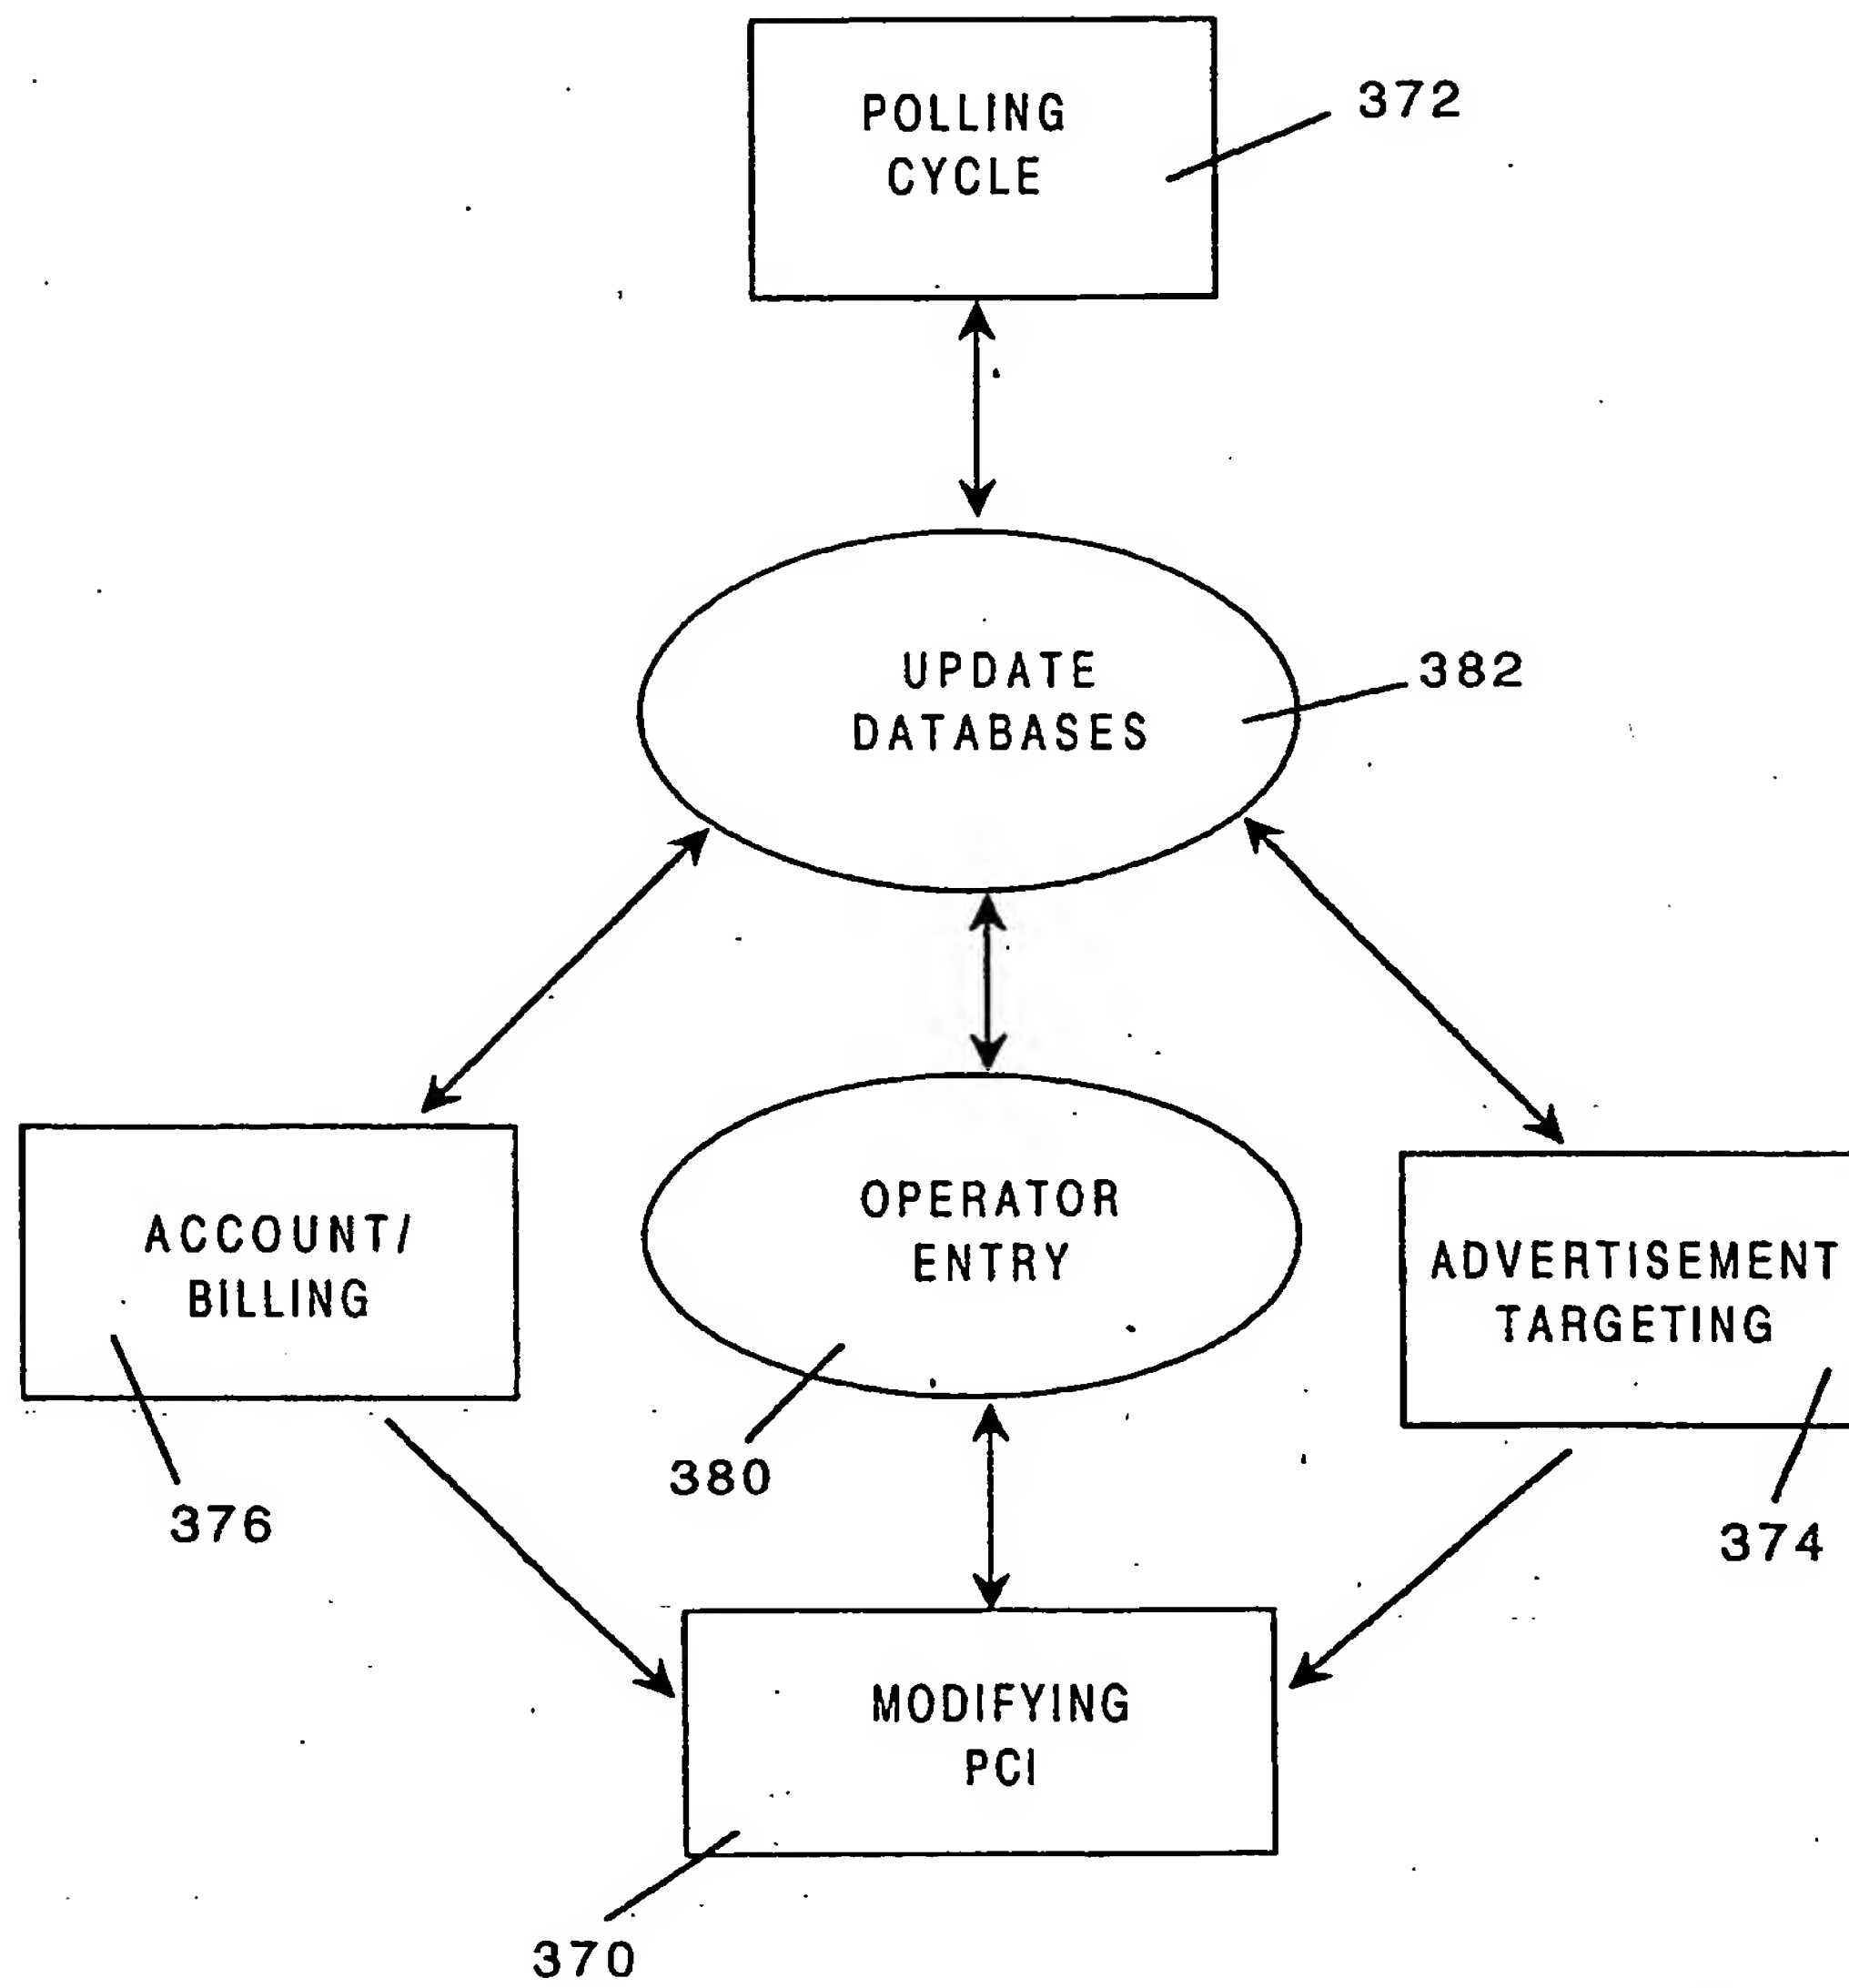 POLLING
CYCLE
372
UPDATE
DATABASES
382
ACCOUNT/
BILLING
376
OPERATOR
ENTRY
380
ADVERTISEMENT
TARGETING
374
MODIFYING
PCI
370